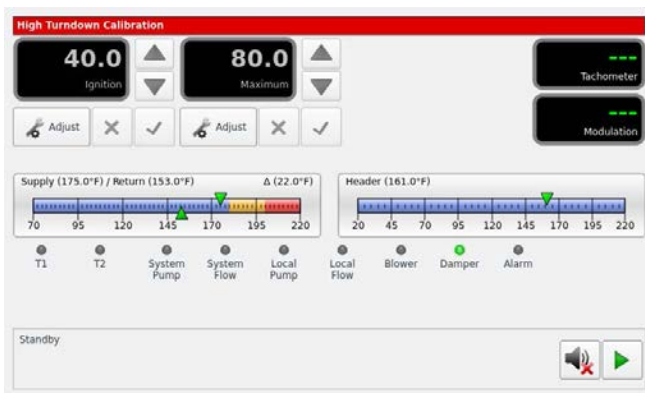 High Turndown Calibration
40.0
Ignition
80.0
Maximum
---
Tachometer
---
Modulation
Adjust
Adjust
Supply (175.0°F) / Return (153.0°F) Δ (22.0°F)
70 95 120 145 170 195 220
Header (161.0°F)
20 45 70 95 120 145 170 195 220
T1
T2
System Pump
System Flow
Local Pump
Local Flow
Blower
Damper
Alarm
Standby